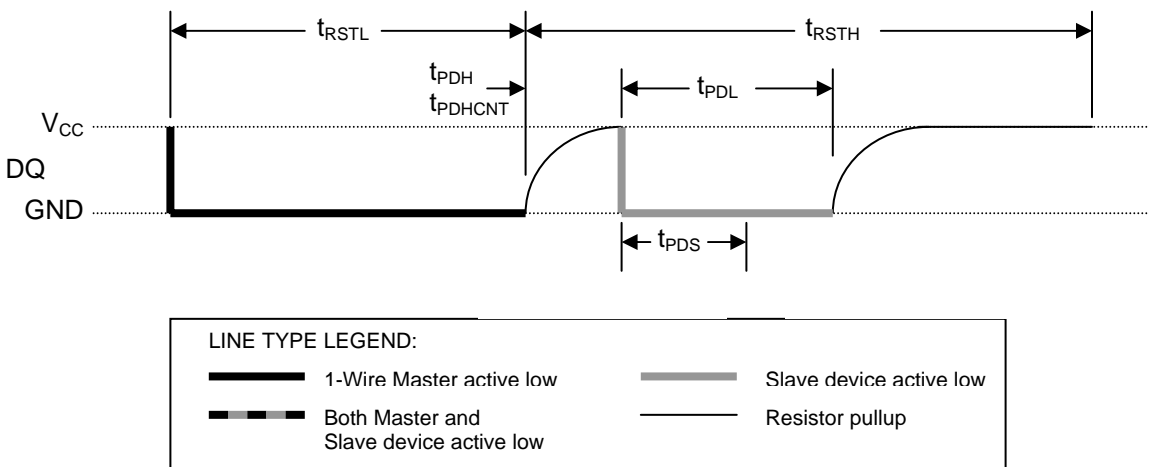 tRSTL
tRSTH
tPDH
tPDHCNT
tPDL
VCC
DQ
GND
tPDS
LINE TYPE LEGEND:
1-Wire Master active low
Slave device active low
Both Master and
Slave device active low
Resistor pullup